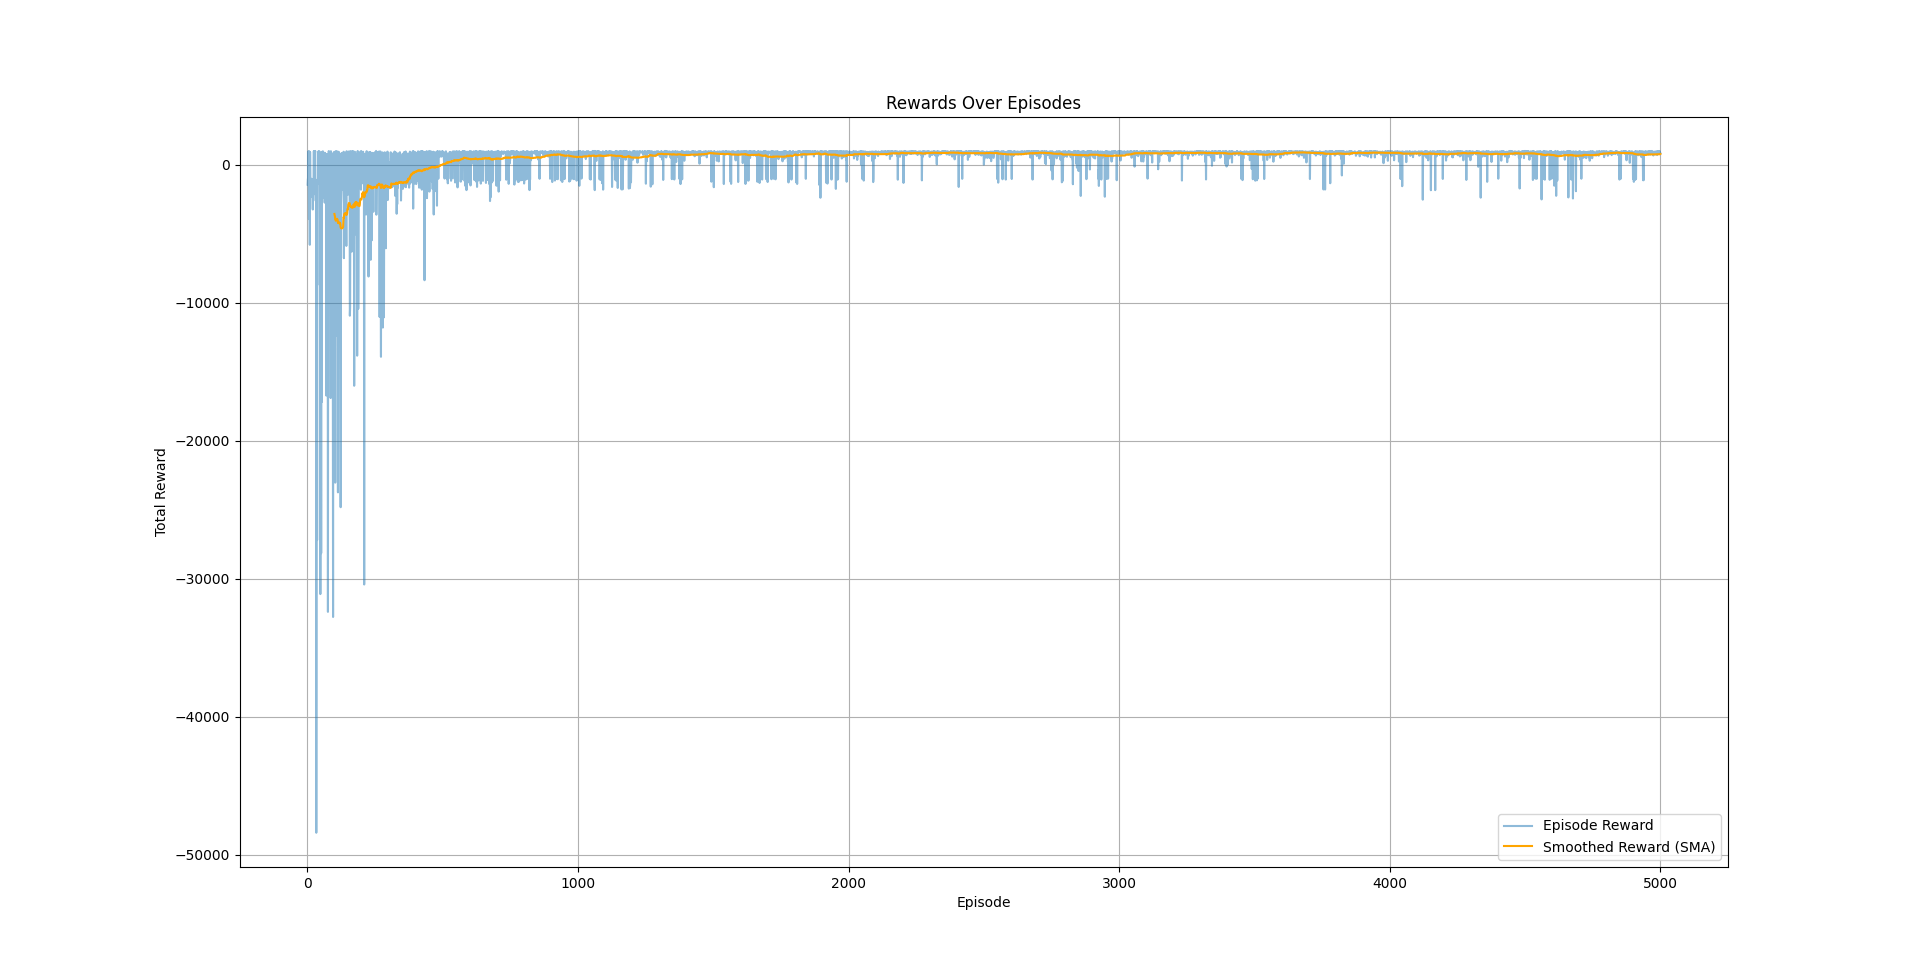 Rewards Over Episodes
Total Reward
0
−10000
−20000
−30000
−40000
−50000
0 1000 2000 3000 4000 5000
Episode
Episode Reward
Smoothed Reward (SMA)